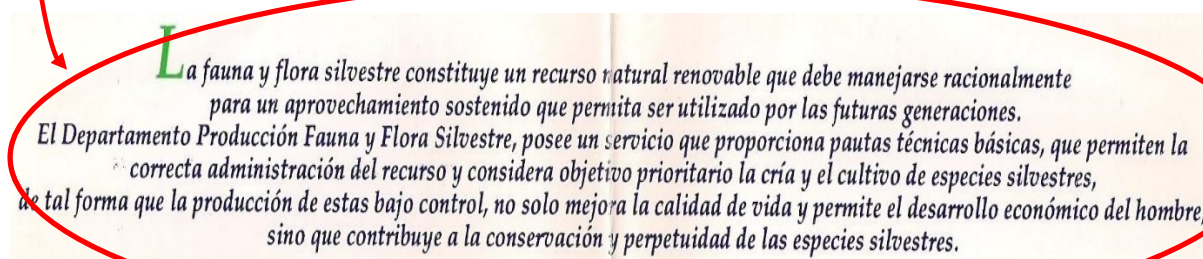 La fauna y flora silvestre constituye un recurso natural renovable que debe manejarse racionalmente
para un aprovechamiento sostenido que permita ser utilizado por las futuras generaciones.
El Departamento Producción Fauna y Flora Silvestre, posee un servicio que proporciona pautas técnicas básicas, que permiten la
correcta administración del recurso y considera objetivo prioritario la cría y el cultivo de especies silvestres,
de tal forma que la producción de estas bajo control, no solo mejora la calidad de vida y permite el desarrollo económico del hombre,
sino que contribuye a la conservación y perpetuidad de las especies silvestres.